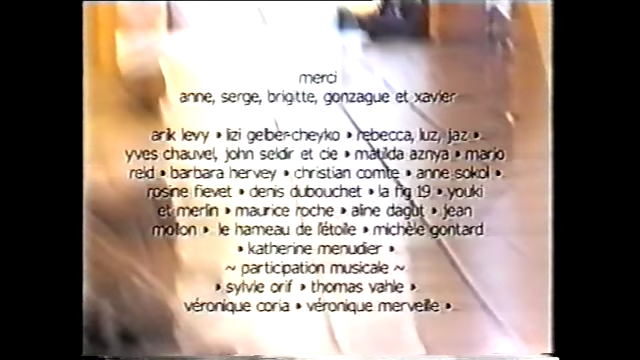 merci
anne, serge, brigitte, gonzague et xavier
arik levy • lizi gelber-cheyko • rebecca, luz, jaz •
yves chauvel, john seldir et cie • matilda aznya • mario
reld • barbara hervey • christian comte • anne sokol •
rosine fievet • denis dubouchet • la fig 19 • youki
et merlin • maurice roche • aline dagut • jean
molton • le hameau de l'étoile • michèle gontard
• katherine menudier •
~ participation musicale ~
• sylvie orif • thomas vahle •
véronique coria • véronique merveille •